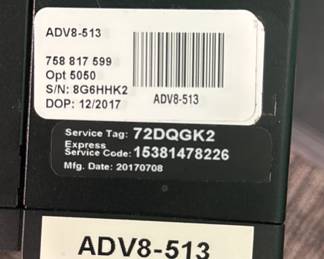 ADV8-513
758 817 599
Opt 5050
S/N: 8G6HHK2
DOP: 12/2017
ADV8-513
Service Tag: 72DQGK2
Express
Service Code: 15381478226
Mfg. Date: 20170708
ADV8-513